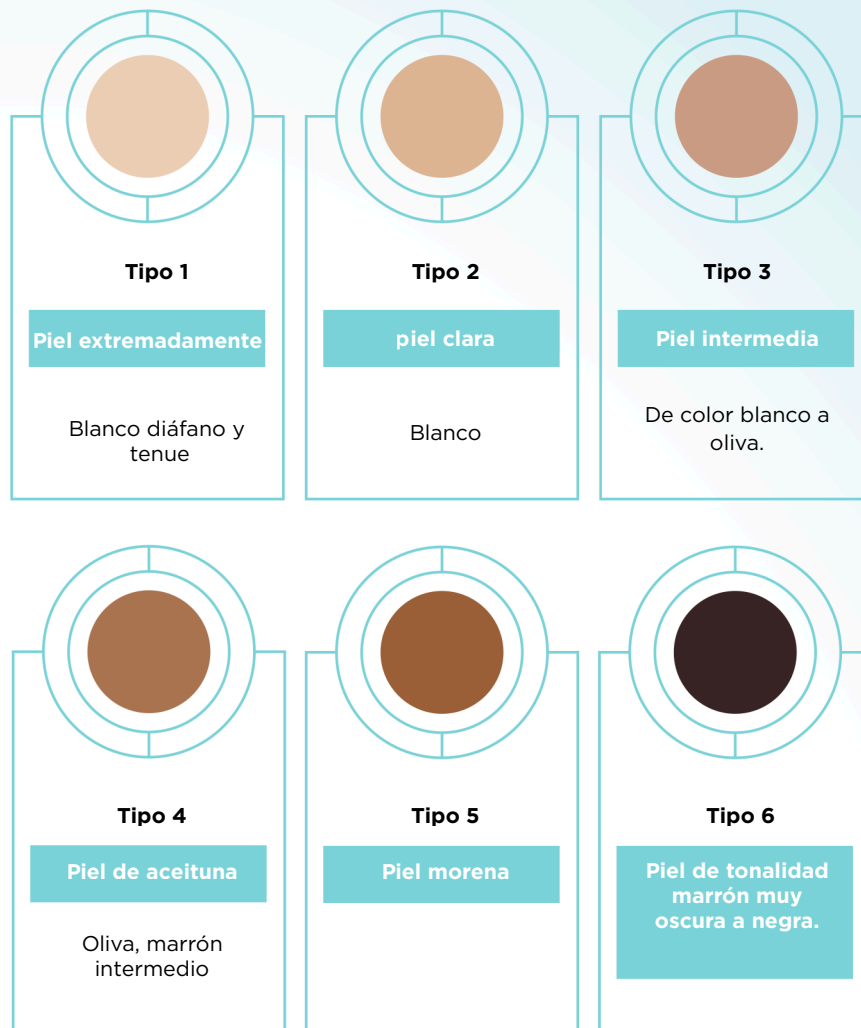 Tipo 1
Piel extremadamente
Blanco diáfano y
tenue
Tipo 2
piel clara
Blanco
Tipo 3
Piel intermedia
De color blanco a
oliva.
Tipo 4
Piel de aceituna
Oliva, marrón
intermedio
Tipo 5
Piel morena
Tipo 6
Piel de tonalidad
marrón muy
oscura a negra.